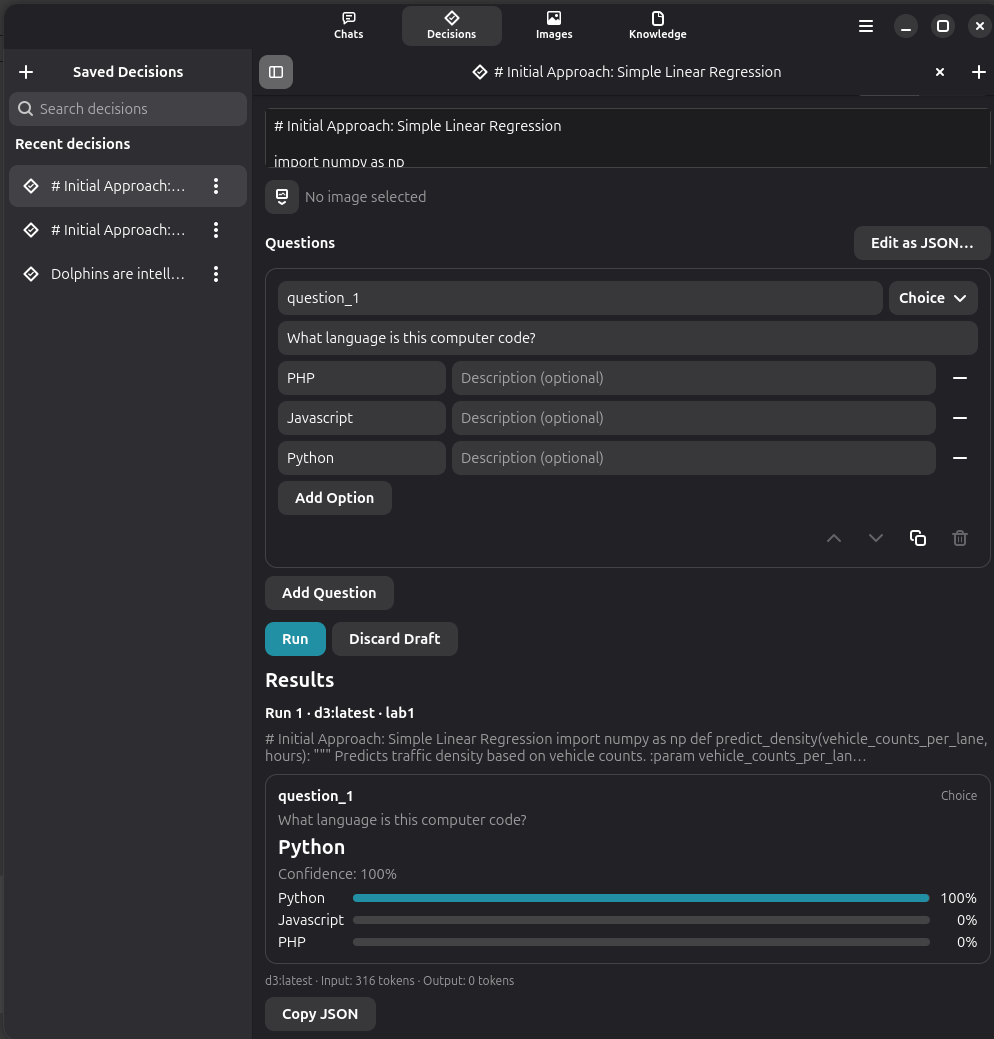 Chats
Decisions
Images
Knowledge
Saved Decisions
# Initial Approach: Simple Linear Regression
Search decisions
Recent decisions
# Initial Approach:...
# Initial Approach:...
Dolphins are intell...
# Initial Approach: Simple Linear Regression
import numpy as np
No image selected
Questions
Edit as JSON...
question_1
Choice
What language is this computer code?
PHP
Description (optional)
Javascript
Description (optional)
Python
Description (optional)
Add Option
Add Question
Run
Discard Draft
Results
Run 1 · d3:latest · lab1
# Initial Approach: Simple Linear Regression import numpy as np def predict_density(vehicle_counts_per_lane,
hours): """ Predicts traffic density based on vehicle counts. :param vehicle_counts_per_lan...
question_1
Choice
What language is this computer code?
Python
Confidence: 100%
Python 100%
Javascript 0%
PHP 0%
d3:latest · Input: 316 tokens · Output: 0 tokens
Copy JSON